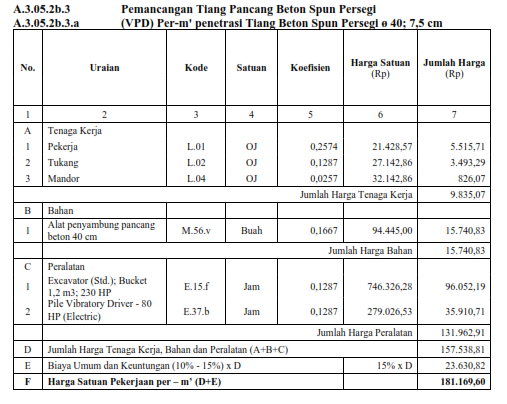 A.3.05.2b.3 Pemancangan Tiang Pancang Beton Spun Persegi
A.3.05.2b.3.a (VPD) Per-m' penetrasi Tiang Beton Spun Persegi ø 40; 7,5 cm
No. Uraian Kode Satuan Koefisien Harga Satuan (Rp) Jumlah Harga (Rp)
1 2 3 4 5 6 7
A Tenaga Kerja
1 Pekerja L.01 OJ 0,2574 21.428,57 5.515,71
2 Tukang L.02 OJ 0,1287 27.142,86 3.493,29
3 Mandor L.04 OJ 0,0257 32.142,86 826,07
Jumlah Harga Tenaga Kerja 9.835,07
B Bahan
1 Alat penyambung pancang beton 40 cm M.56.v Buah 0,1667 94.445,00 15.740,83
Jumlah Harga Bahan 15.740,83
C Peralatan
1 Excavator (Std.); Bucket 1,2 m3; 230 HP E.15.f Jam 0,1287 746.328,28 96.052,19
2 Pile Vibratory Driver - 80 HP (Electric) E.37.b Jam 0,1287 279.026,53 35.910,71
Jumlah Harga Peralatan 131.962,91
D Jumlah Harga Tenaga Kerja, Bahan dan Peralatan (A+B+C) 157.538,81
E Biaya Umum dan Keuntungan (10% - 15%) x D 15% x D 23.630,82
F Harga Satuan Pekerjaan per – m' (D+E) 181.169,60